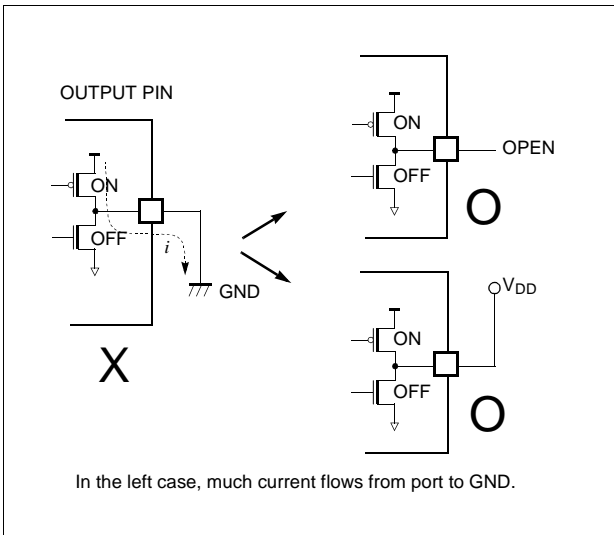 OUTPUT PIN
ON
OFF
i
GND
X
ON
OPEN
OFF
O
VDD
ON
OFF
O
In the left case, much current flows from port to GND.